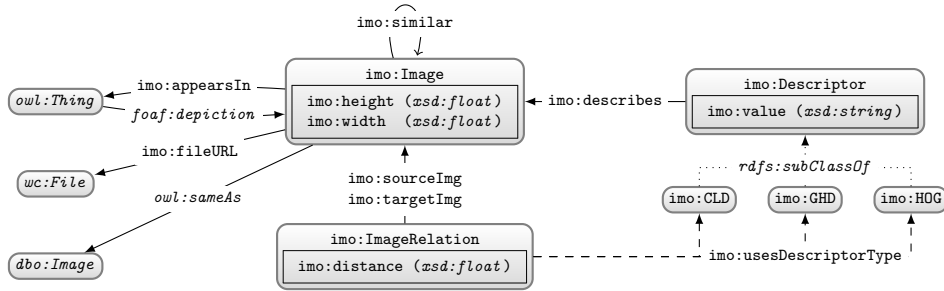 imo:similar
imo:Image
imo:height (xsd:float)
imo:width (xsd:float)
imo:Descriptor
imo:value (xsd:string)
owl:Thing
imo:appearsIn
foaf:depiction
imo:describes
imo:fileURL
wc:File
owl:sameAs
imo:sourceImg
imo:targetImg
rdfs:subClassOf
imo:CLD
imo:GHD
imo:HOG
dbo:Image
imo:ImageRelation
imo:distance (xsd:float)
imo:usesDescriptorType